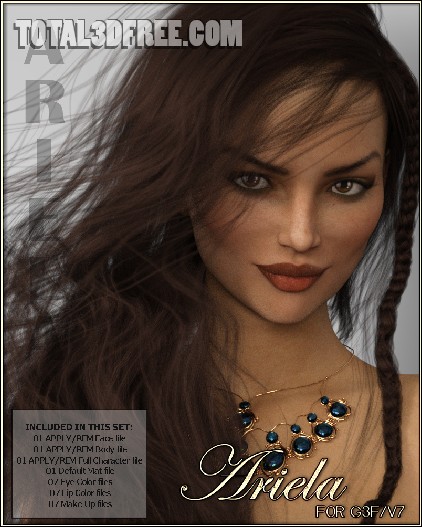 TOTAL3DFREE.COM
ARIELA
INCLUDED IN THIS SET:
01 APPLY/REM Face file
01 APPLY/REM Body file
01 APPLY/REM Full Character file
01 Default Mat file
07 Eye Color files
07 Lip Color files
07 Make Up files
Ariela
FOR G3F/V7